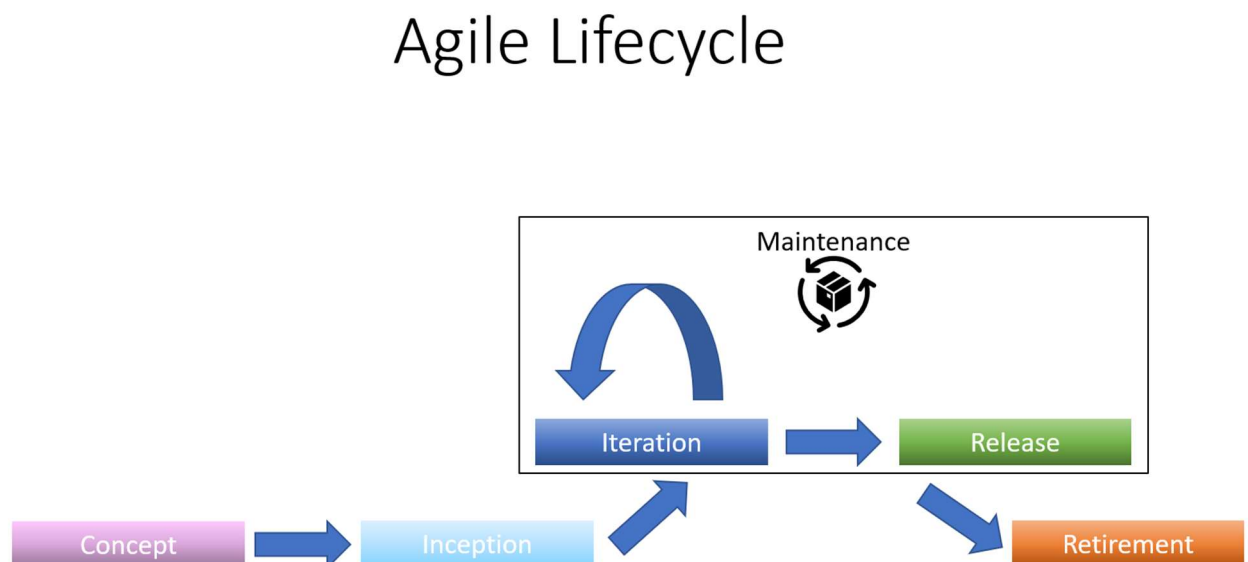 Agile Lifecycle
Maintenance
Iteration
Release
Concept
Inception
Retirement